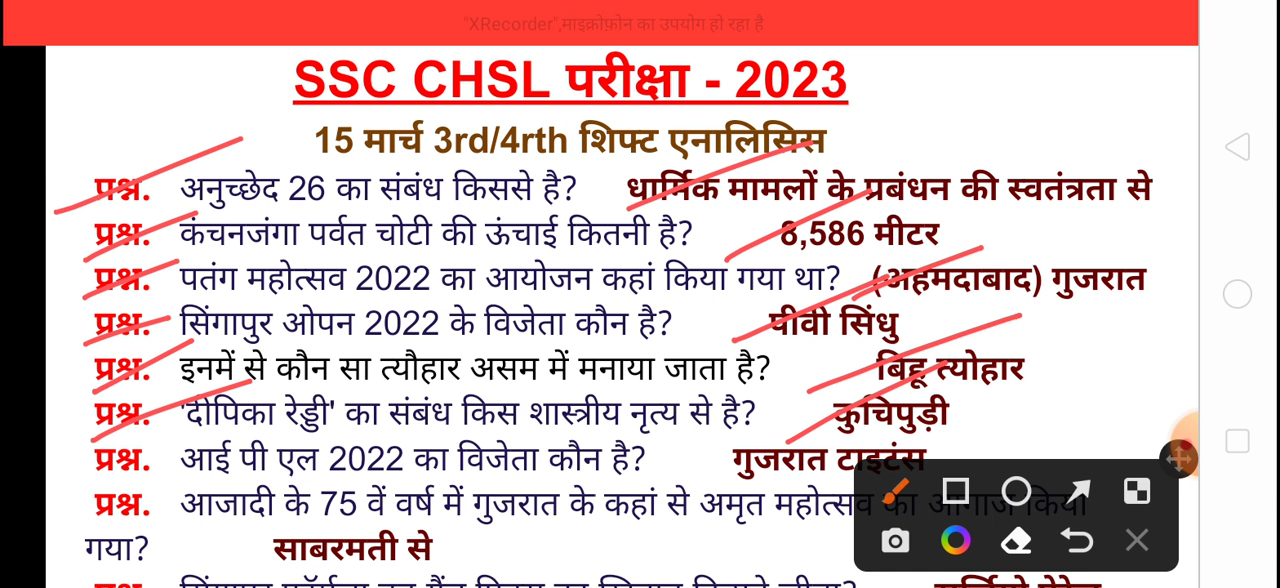 "XRecorder",माइक्रोफ़ोन का उपयोग हो रहा है
SSC CHSL परीक्षा - 2023
15 मार्च 3rd/4rth शिफ्ट एनालिसिस
प्रश्न. अनुच्छेद 26 का संबंध किससे है? धार्मिक मामलों के प्रबंधन की स्वतंत्रता से
प्रश्न. कंचनजंगा पर्वत चोटी की ऊंचाई कितनी है? 8,586 मीटर
प्रश्न. पतंग महोत्सव 2022 का आयोजन कहां किया गया था? (अहमदाबाद) गुजरात
प्रश्न. सिंगापुर ओपन 2022 के विजेता कौन है? पीवी सिंधु
प्रश्न. इनमें से कौन सा त्यौहार असम में मनाया जाता है? बिहू त्योहार
प्रश्न. 'दीपिका रेड्डी' का संबंध किस शास्त्रीय नृत्य से है? कुचिपुड़ी
प्रश्न. आई पी एल 2022 का विजेता कौन है? गुजरात टाइटंस
प्रश्न. आजादी के 75 वें वर्ष में गुजरात के कहां से अमृत महोत्सव का आगाज किया
गया? साबरमती से